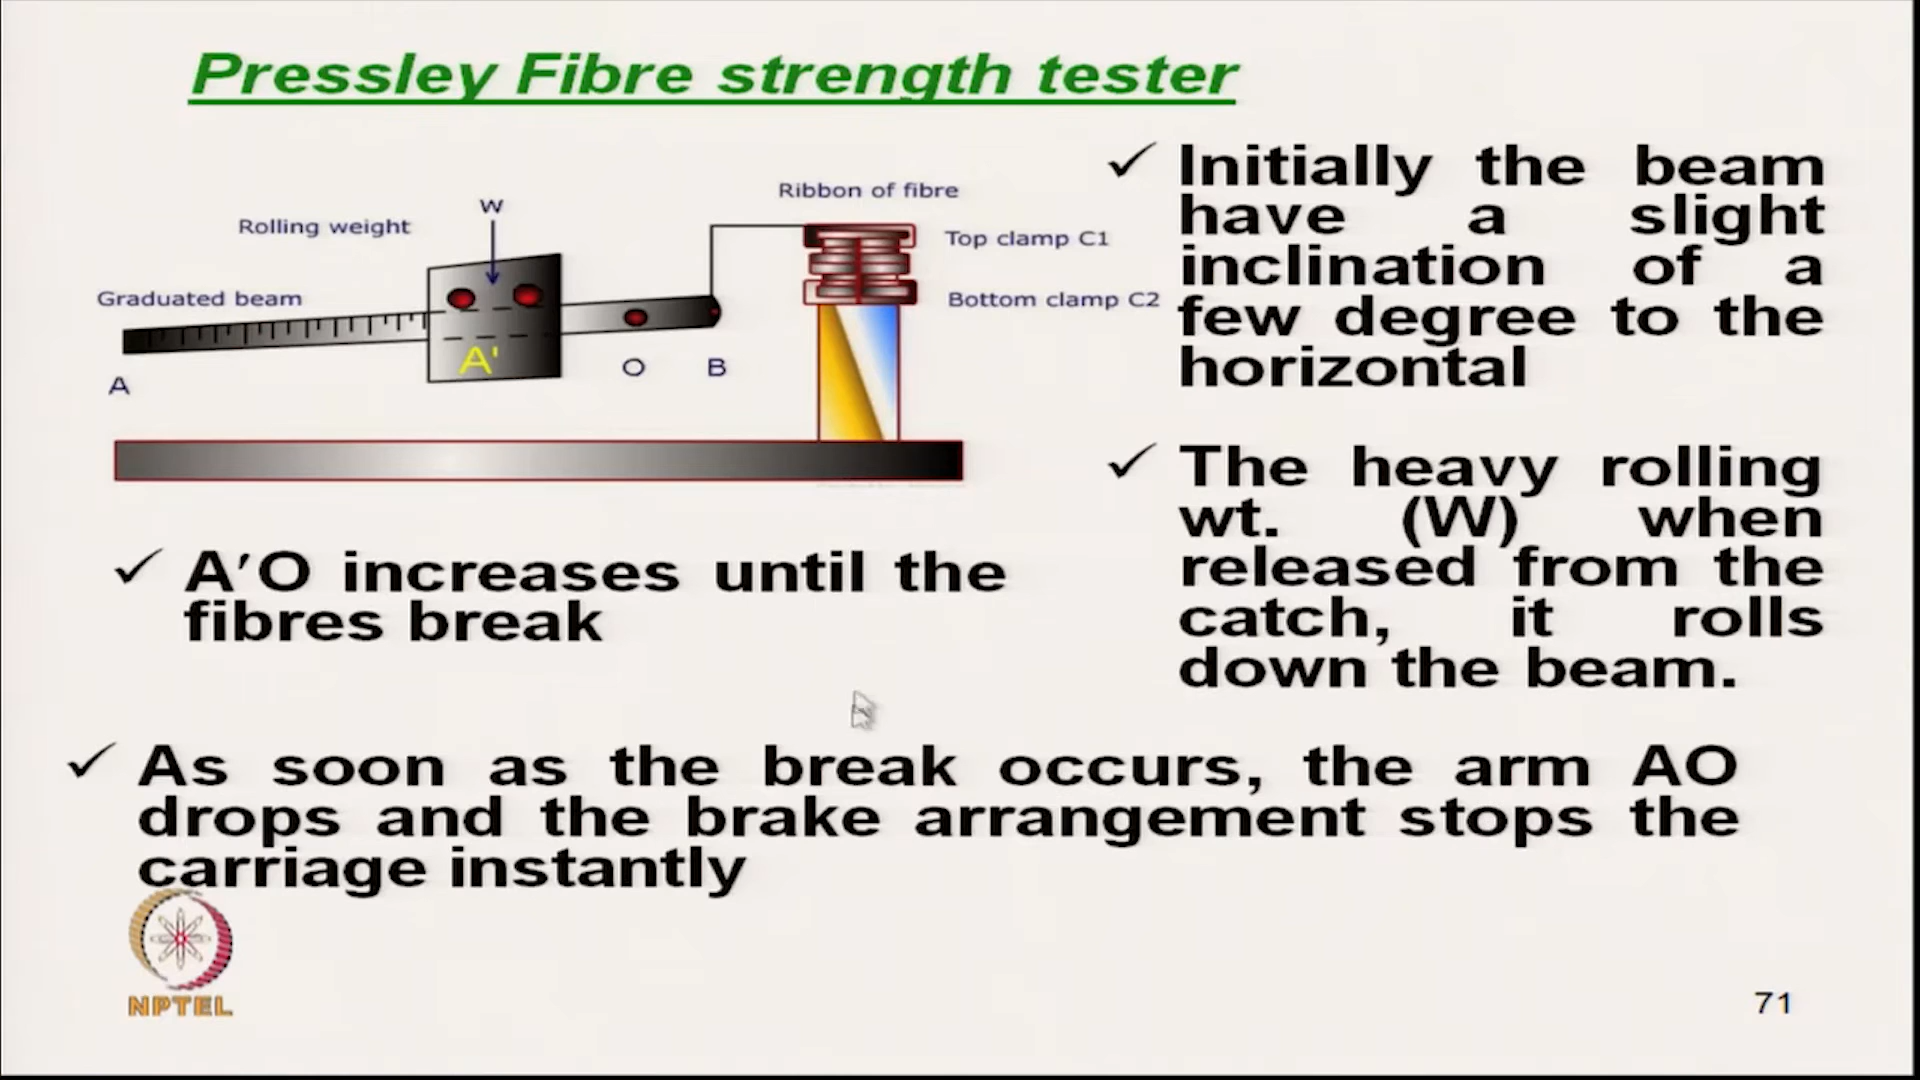 Pressley Fibre strength tester
Ribbon of fibre
W
Rolling weight
Top clamp C1
Graduated beam
Bottom clamp C2
A'
O
B
A
✓ Initially the beam
have a slight
inclination of a
few degree to the
horizontal
✓ The heavy rolling
wt. (W) when
released from the
catch, it rolls
down the beam.
✓ A′O increases until the
fibres break
✓ As soon as the break occurs, the arm AO
drops and the brake arrangement stops the
carriage instantly
NPTEL
71